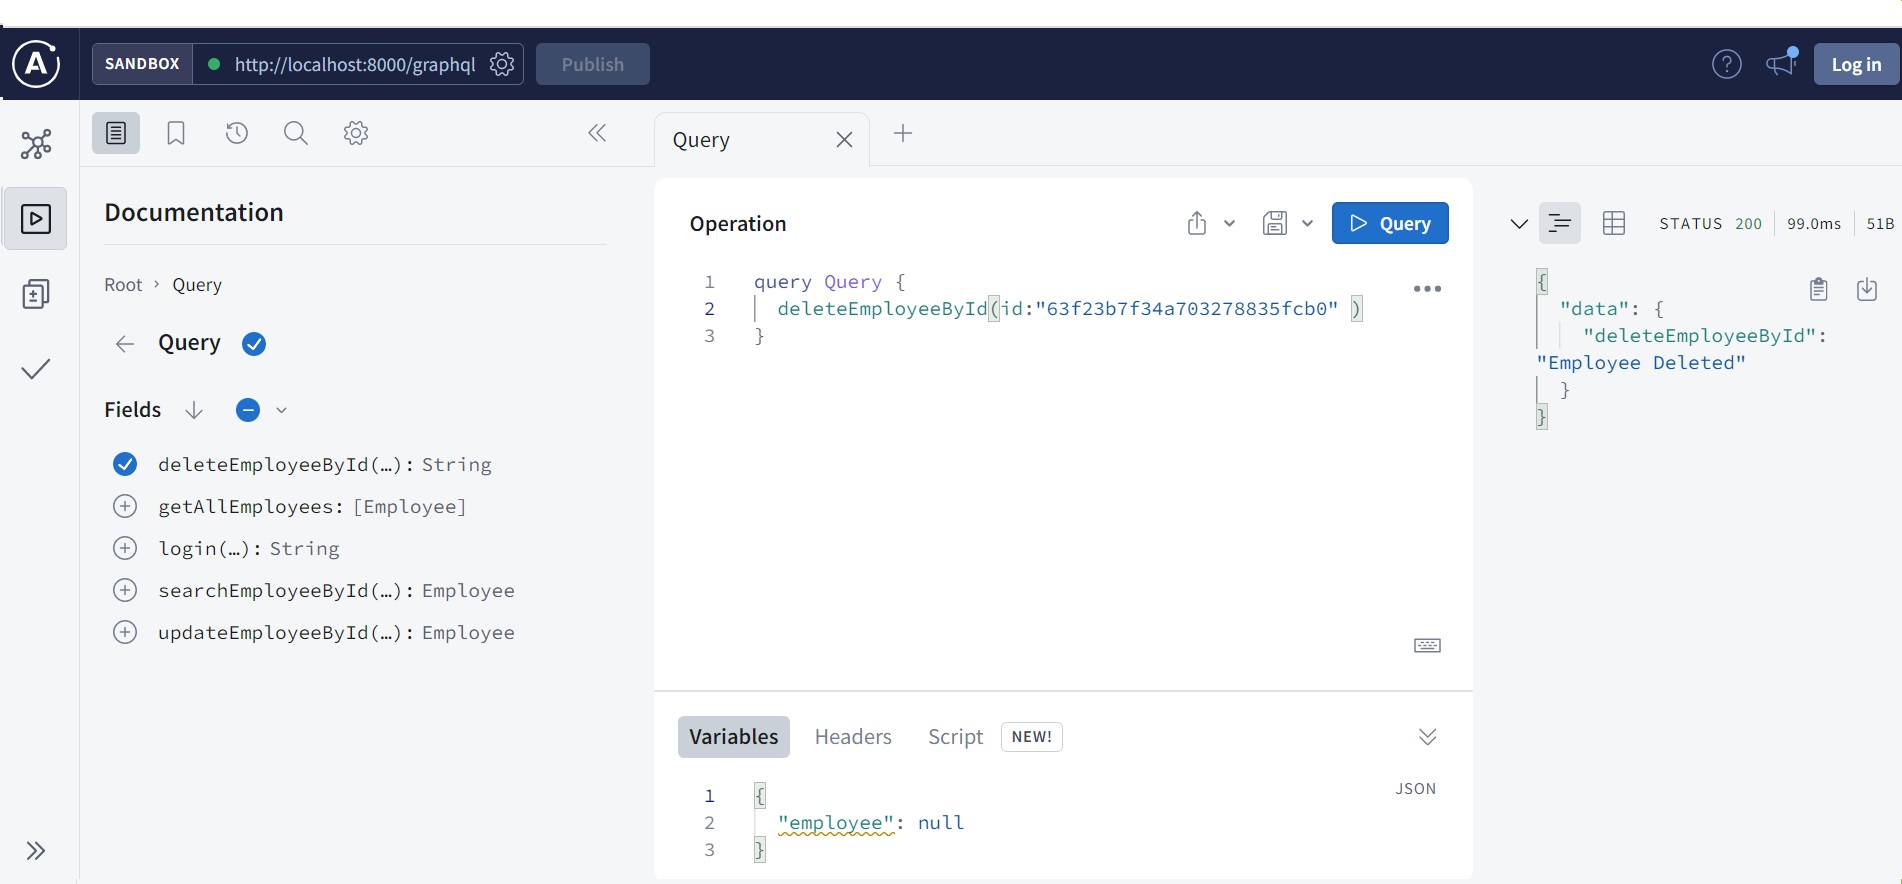 A
SANDBOX
http://localhost:8000/graphql
Publish
?
Log in
Documentation
Root › Query
Query
Fields
deleteEmployeeById(…): String
getAllEmployees: [Employee]
login(…): String
searchEmployeeById(…): Employee
updateEmployeeById(…): Employee
Query
Operation
Query
1 query Query {
2 deleteEmployeeById(id:"63f23b7f34a703278835fcb0" )
3 }
Variables
Headers
Script
NEW!
JSON
1 {
2 "employee": null
3 }
STATUS 200
99.0ms
51B
{
"data": {
"deleteEmployeeById":
"Employee Deleted"
}
}